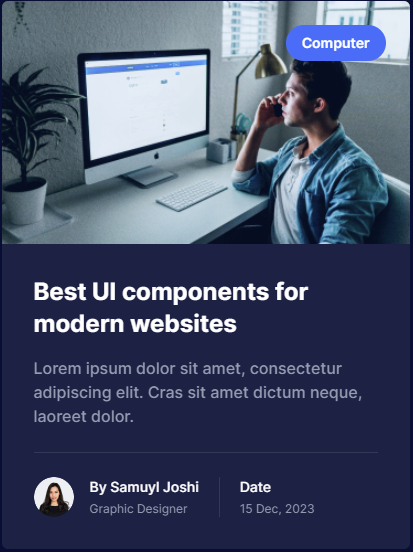 Computer
Best UI components for
modern websites
Lorem ipsum dolor sit amet, consectetur
adipiscing elit. Cras sit amet dictum neque,
laoreet dolor.
By Samuyl Joshi
Graphic Designer
Date
15 Dec, 2023